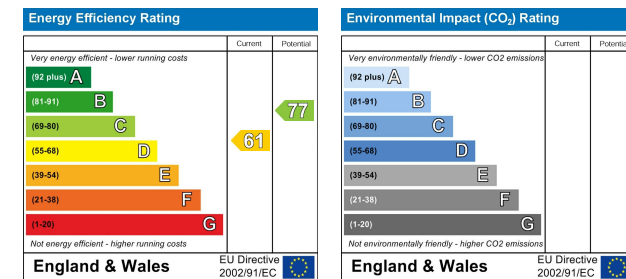 Energy Efficiency Rating
Current Potential
Very energy efficient - lower running costs
(92 plus) A
(81-91) B
(69-80) C
(55-68) D
(39-54) E
(21-38) F
(1-20) G
61
77
Not energy efficient - higher running costs
England & Wales
EU Directive
2002/91/EC
Environmental Impact (CO₂) Rating
Current Potential
Very environmentally friendly - lower CO2 emissions
(92 plus) A
(81-91) B
(69-80) C
(55-68) D
(39-54) E
(21-38) F
(1-20) G
Not environmentally friendly - higher CO2 emissions
England & Wales
EU Directive
2002/91/EC